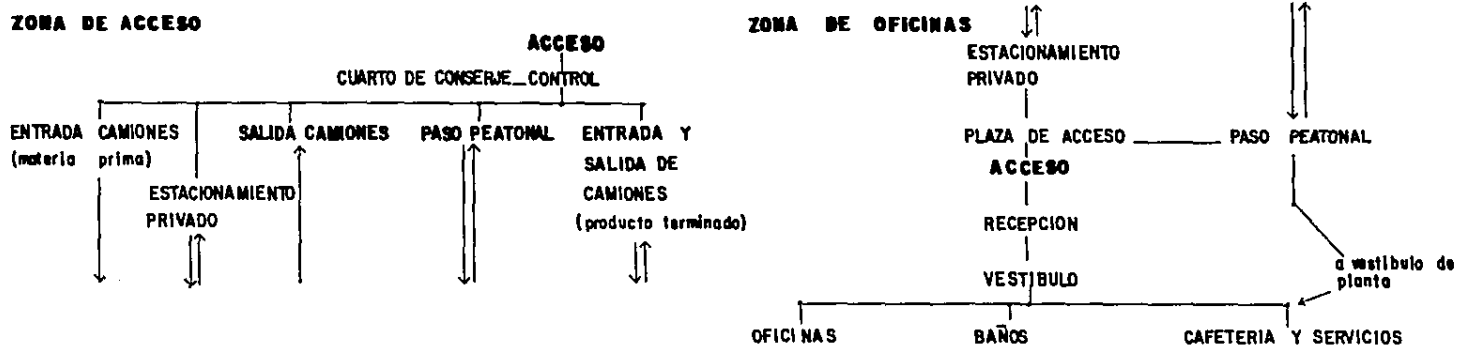 ZONA DE ACCESO
ACCESO
CUARTO DE CONSERJE_CONTROL
ENTRADA CAMIONES
(materia prima)
ESTACIONAMIENTO
PRIVADO
SALIDA CAMIONES
PASO PEATONAL
ENTRADA Y
SALIDA DE
CAMIONES
(producto terminado)
ZONA DE OFICINAS
ESTACIONAMIENTO
PRIVADO
PLAZA DE ACCESO
PASO PEATONAL
ACCESO
RECEPCION
VESTIBULO
a vestibulo de
planta
OFICINAS
BAÑOS
CAFETERIA Y SERVICIOS